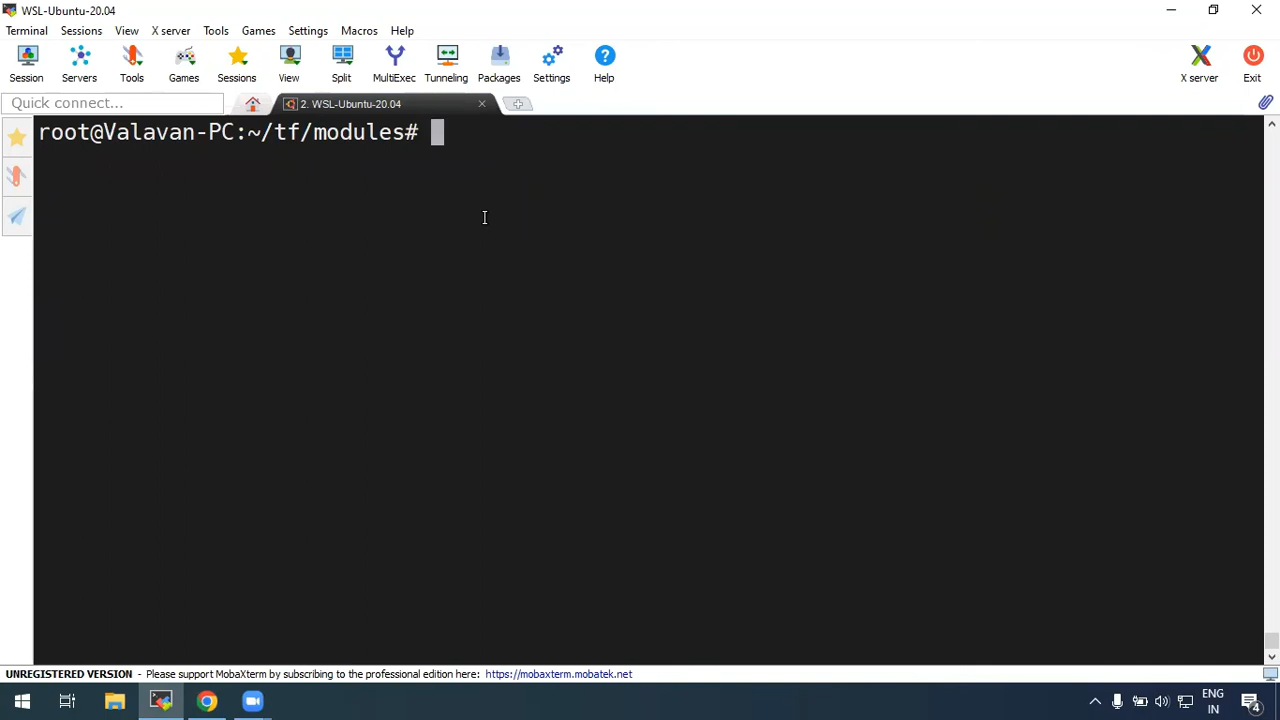 WSL-Ubuntu-20.04
Terminal Sessions View X server Tools Games Settings Macros Help
Session Servers Tools Games Sessions View Split MultiExec Tunneling Packages Settings Help X server Exit
Quick connect... 2. WSL-Ubuntu-20.04
root@Valavan-PC:~/tf/modules#
UNREGISTERED VERSION - Please support MobaXterm by subscribing to the professional edition here: https://mobaxterm.mobatek.net
ENG
IN
4